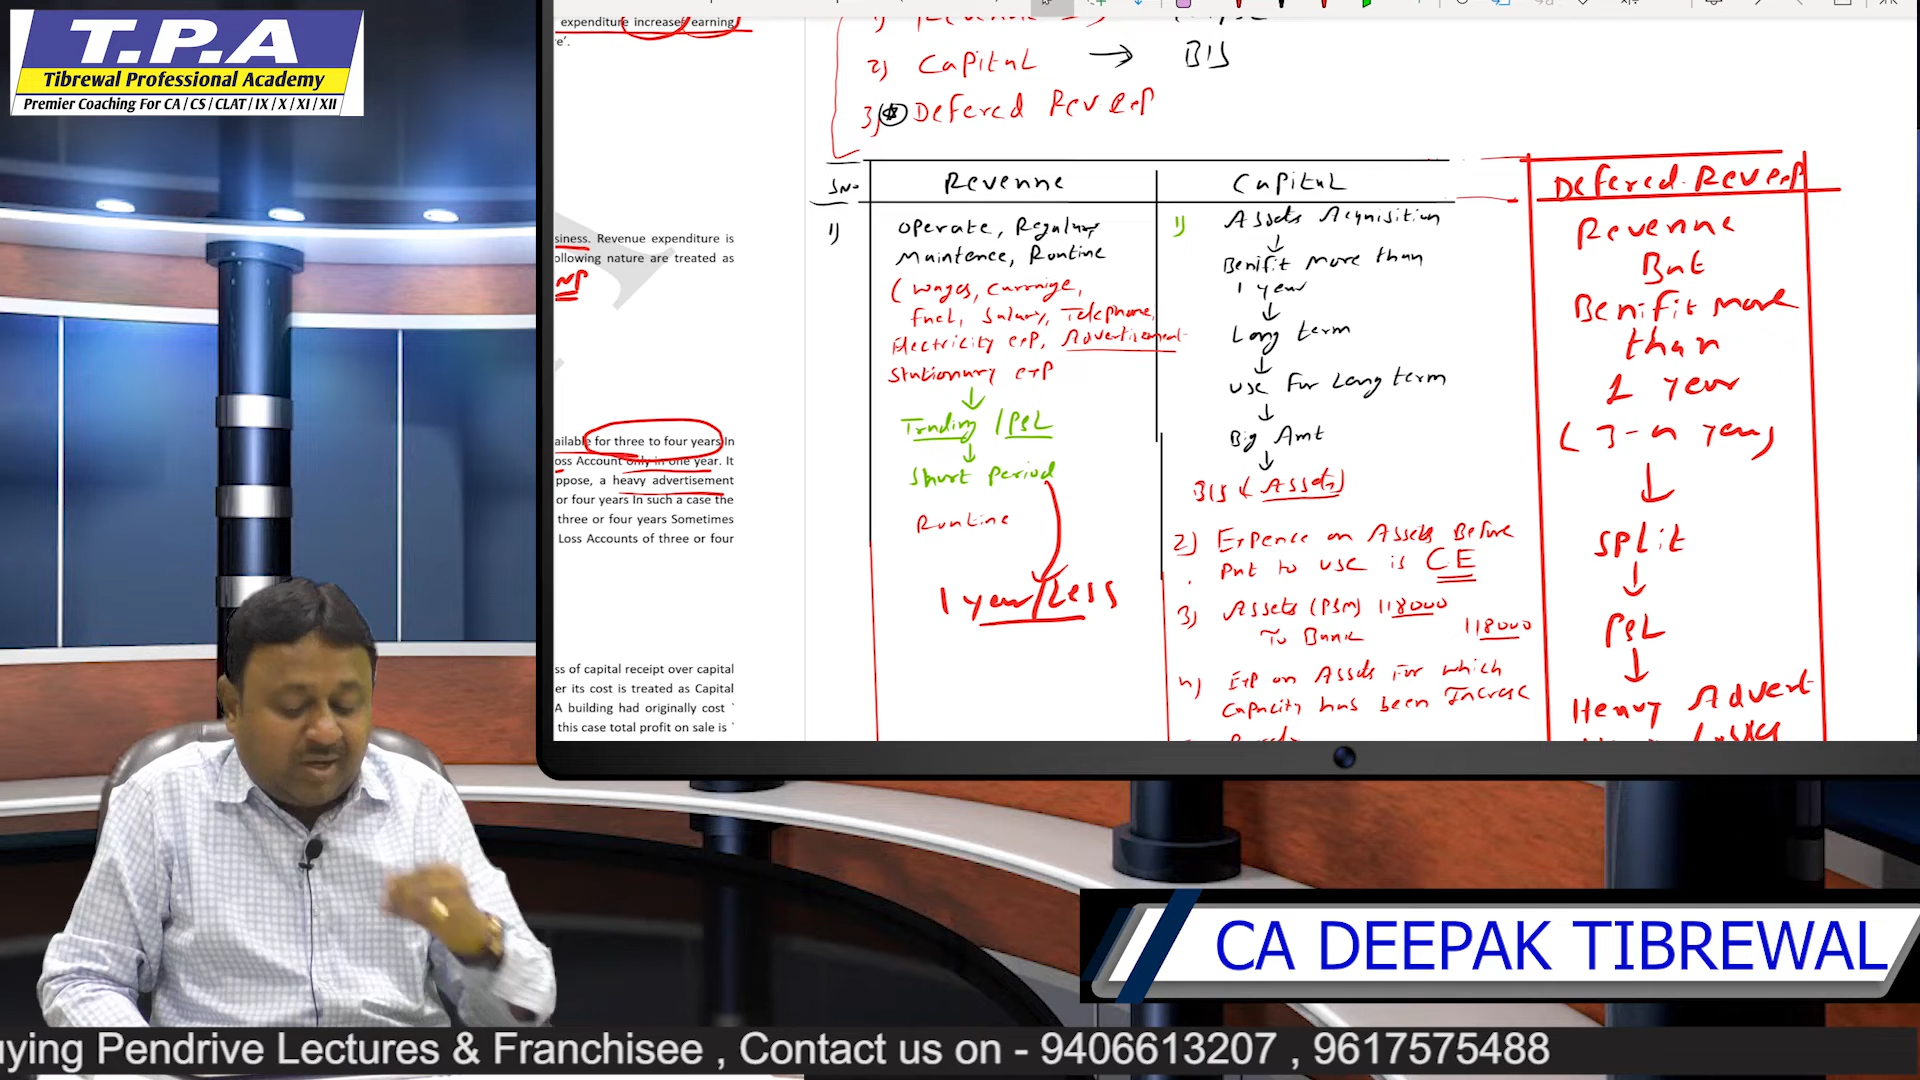 T.P.A
Tibrewal Professional Academy
Premier Coaching For CA / CS / CLAT / IX / X / XI / XII
expenditure increases earning
e'.
siness. Revenue expenditure is
ollowing nature are treated as
NP
ailable for three to four years In
oss Account only in one year. It
ppose, a heavy advertisement
or four years In such a case the
three or four years Sometimes
Loss Accounts of three or four
ss of capital receipt over capital
er its cost is treated as Capital
A building had originally cost `
this case total profit on sale is `
2) Capital → B/S
3) Defered Rev Exp
S.No
Revenue
Capital
Defered. Rev Exp
1)
Operate, Regulary
Maintence, Routine
(Wages, Carraige,
Fuel, Salary, Telephone,
Electricity exp, Advertisement
Stationary exp
↓
Trading / P&L
↓
Short period
Routine
1 year/Less
1) Assets Acquisition
↓
Benifit more than
1 year
↓
Long term
↓
Use For Long term
↓
Big Amt
↓
B/S (Assets)
2) Expence on Assets Before
Put to use is CE
3) Assets (P&M) 118000
To Bank 118000
4) Exp on Assets For which
Capacity has been Increse
Revenue
But
Benifit more
than
1 year
(3-4 year)
↓
Split
↓
P&L
↓
Heavy Advert
CA DEEPAK TIBREWAL
uying Pendrive Lectures & Franchisee , Contact us on - 9406613207 , 9617575488